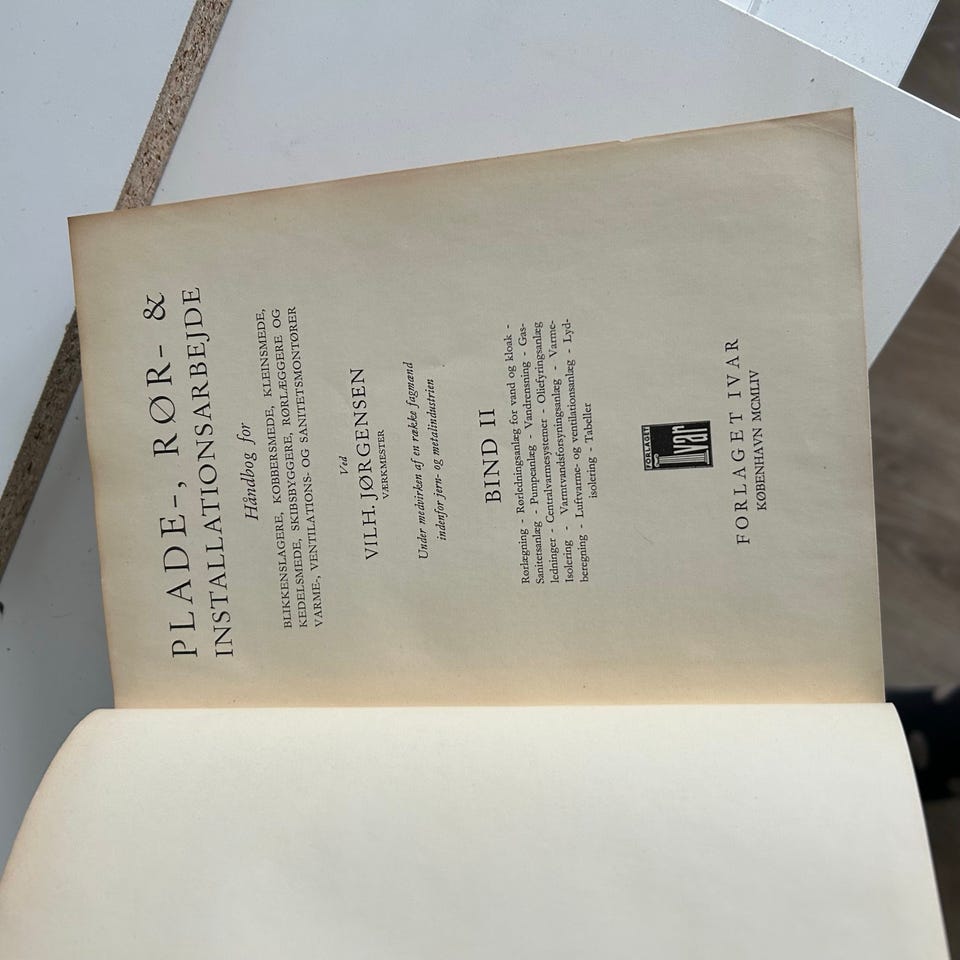 PLADE-, RØR- &
INSTALLATIONSARBEJDE
Håndbog for
BLIKKENSLAGERE, KOBBERSMEDE, KLEINSMEDE,
KEDELSMEDE, SKIBSBYGGERE, RØRLÆGGERE OG
VARME-, VENTILATIONS- OG SANITETSMONTØRER
Ved
VILH. JØRGENSEN
VÆRKMESTER
Under medvirken af en række fagmænd
indenfor jern- og metalindustrien
BIND II
Rørlægning - Rørledningsanlæg for vand og kloak -
Sanitetsanlæg - Pumpeanlæg - Vandrensning - Gas-
ledninger - Centralvarmesystemer - Oliefyringsanlæg
Isolering - Varmtvandsforsyningsanlæg - Varme-
beregning - Luftvarme- og ventilationsanlæg - Lyd-
isolering - Tabeller
FORLAGET
Ivar
FORLAGET IVAR
KØBENHAVN MCMLIV